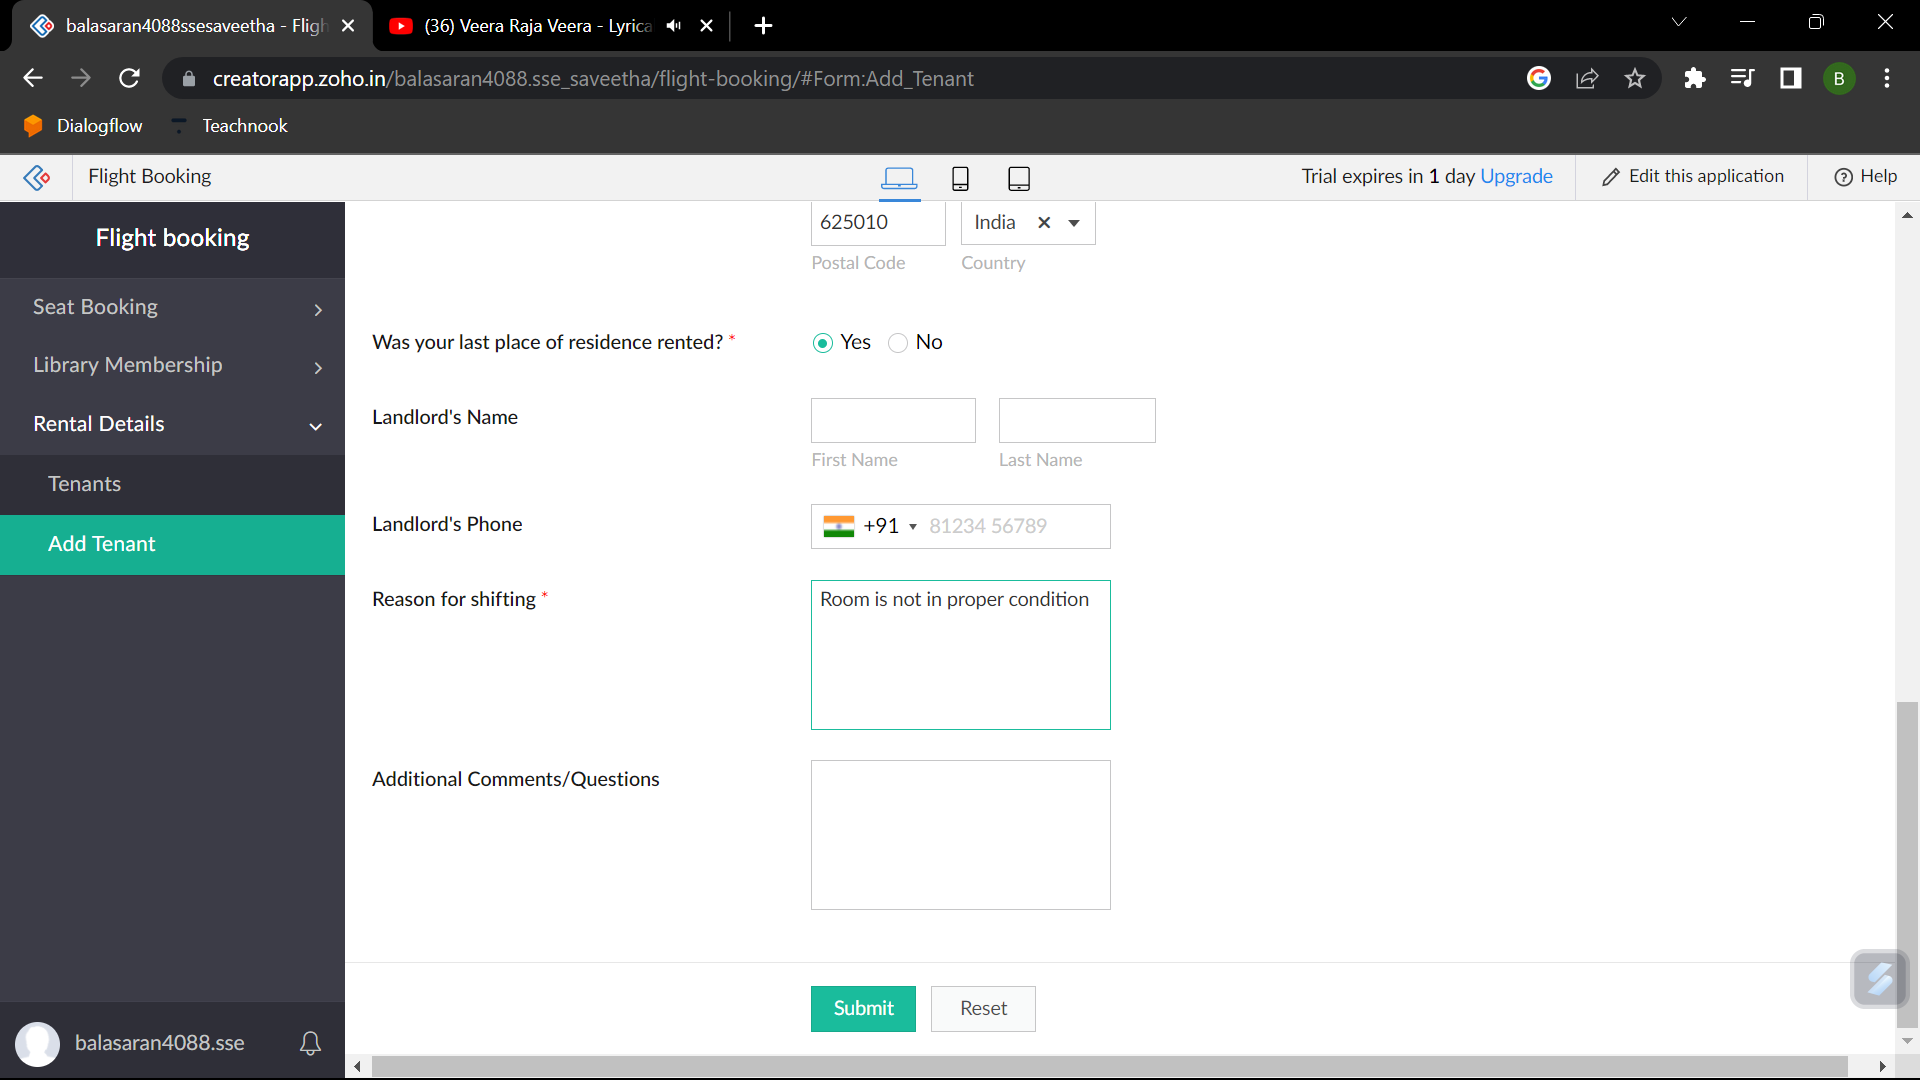 balasaran4088ssesaveetha - Fligh
(36) Veera Raja Veera - Lyrica
creatorapp.zoho.in/balasaran4088.sse_saveetha/flight-booking/#Form:Add_Tenant
B
Dialogflow
Teachnook
Flight Booking
Trial expires in 1 day Upgrade
Edit this application
Help
Flight booking
Seat Booking
Library Membership
Rental Details
Tenants
Add Tenant
balasaran4088.sse
625010
India
Postal Code
Country
Was your last place of residence rented? *
Yes
No
Landlord's Name
First Name
Last Name
Landlord's Phone
+91
81234 56789
Reason for shifting *
Room is not in proper condition
Additional Comments/Questions
Submit
Reset